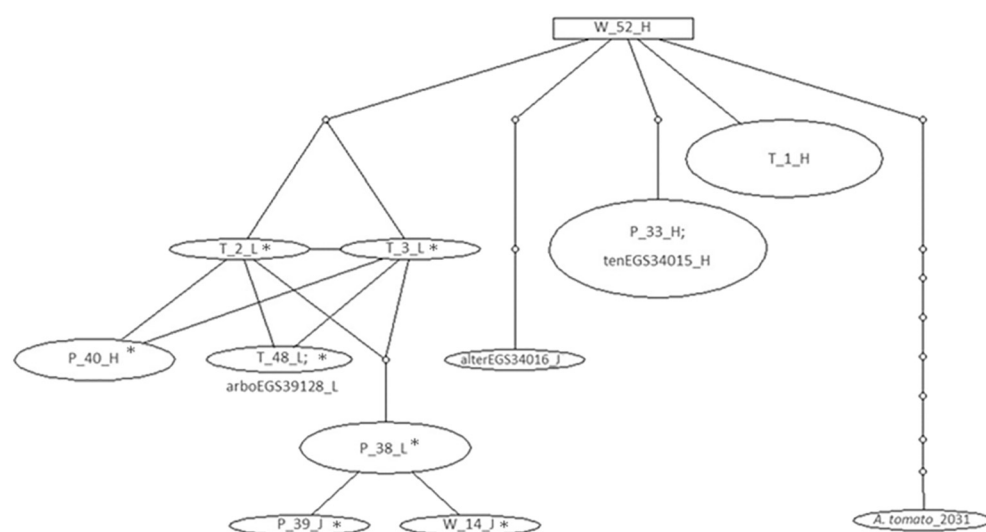 W_52_H
T_1_H
P_33_H;
tenEGS34015_H
T_2_L *
T_3_L *
P_40_H *
T_48_L; *
arboEGS39128_L
alterEGS34016_J
P_38_L *
P_39_J *
W_14_J *
A. tomato_2031